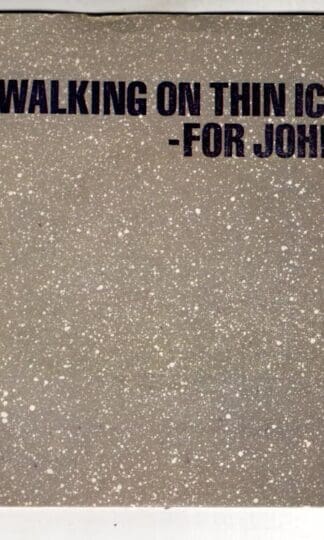 WALKING ON THIN IC
-FOR JOH